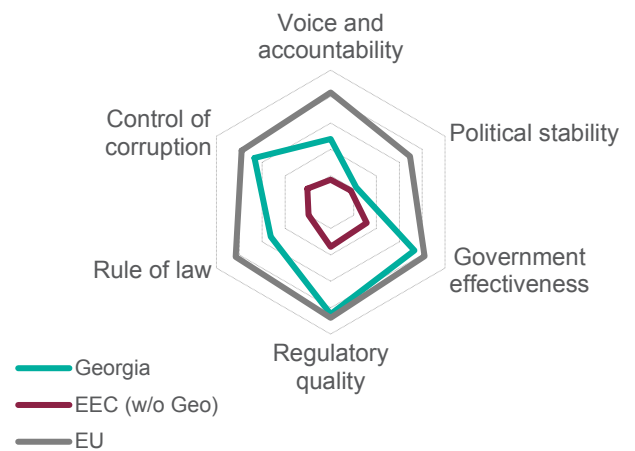 Voice and
accountability
Control of
corruption
Political stability
Rule of law
Government
effectiveness
Regulatory
quality
Georgia
EEC (w/o Geo)
EU